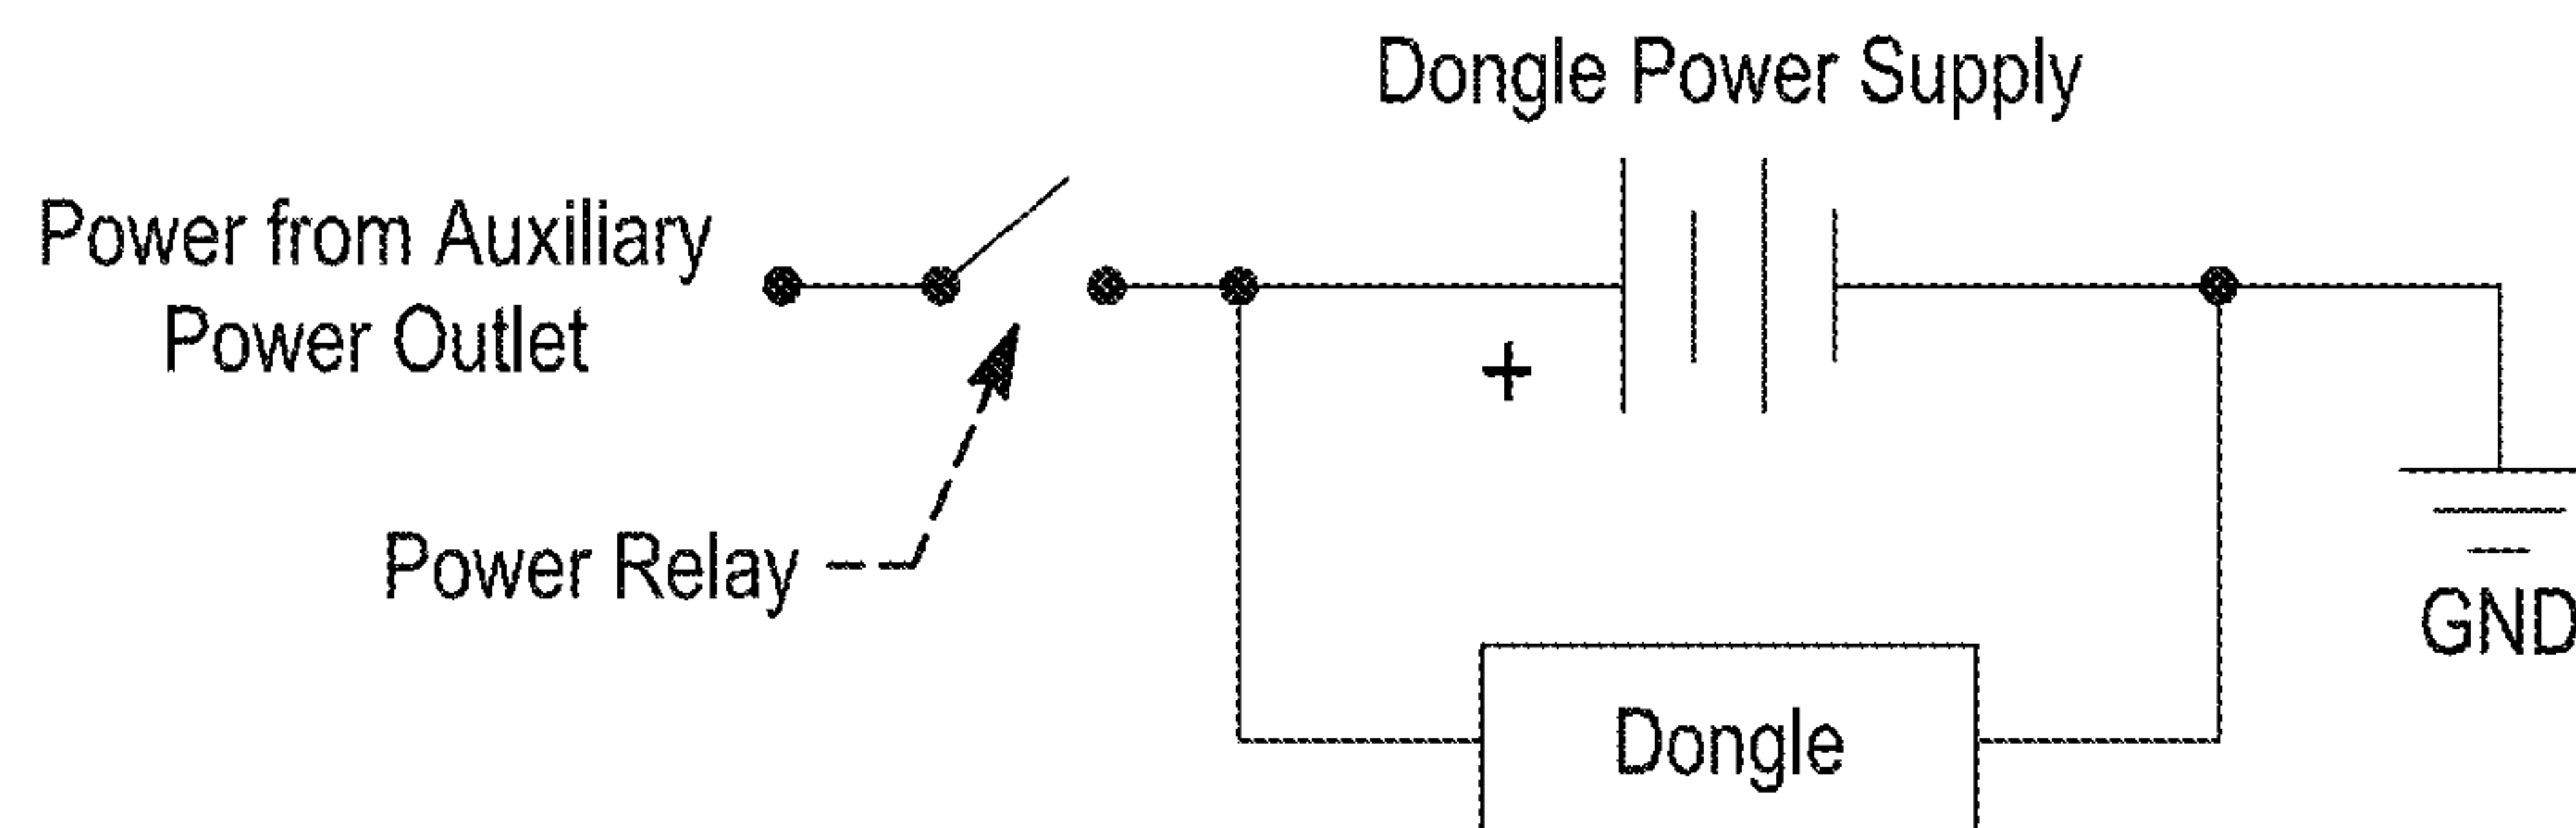 Dongle Power Supply
Power from Auxiliary
Power Outlet
+
Power Relay
GND
Dongle